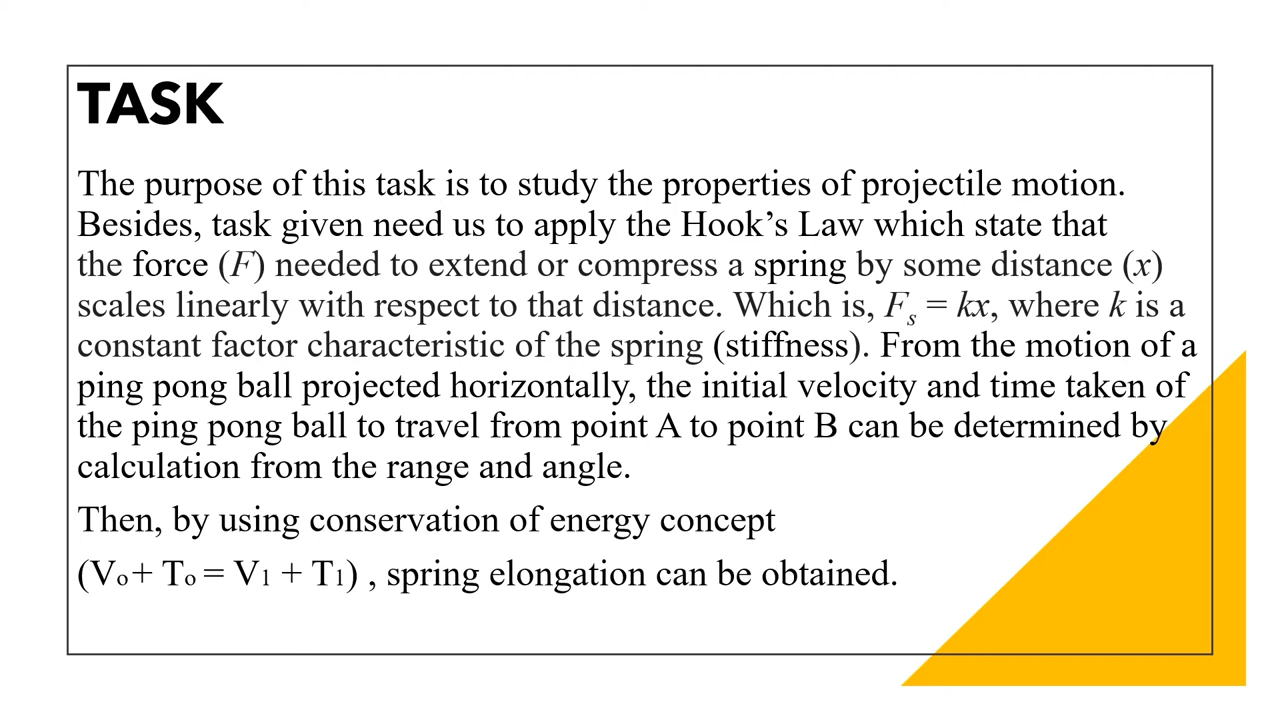 TASK
The purpose of this task is to study the properties of projectile motion.
Besides, task given need us to apply the Hook’s Law which state that
the force (F) needed to extend or compress a spring by some distance (x)
scales linearly with respect to that distance. Which is, Fs = kx, where k is a
constant factor characteristic of the spring (stiffness). From the motion of a
ping pong ball projected horizontally, the initial velocity and time taken of
the ping pong ball to travel from point A to point B can be determined by
calculation from the range and angle.
Then, by using conservation of energy concept
(Vo + To = V1 + T1) , spring elongation can be obtained.